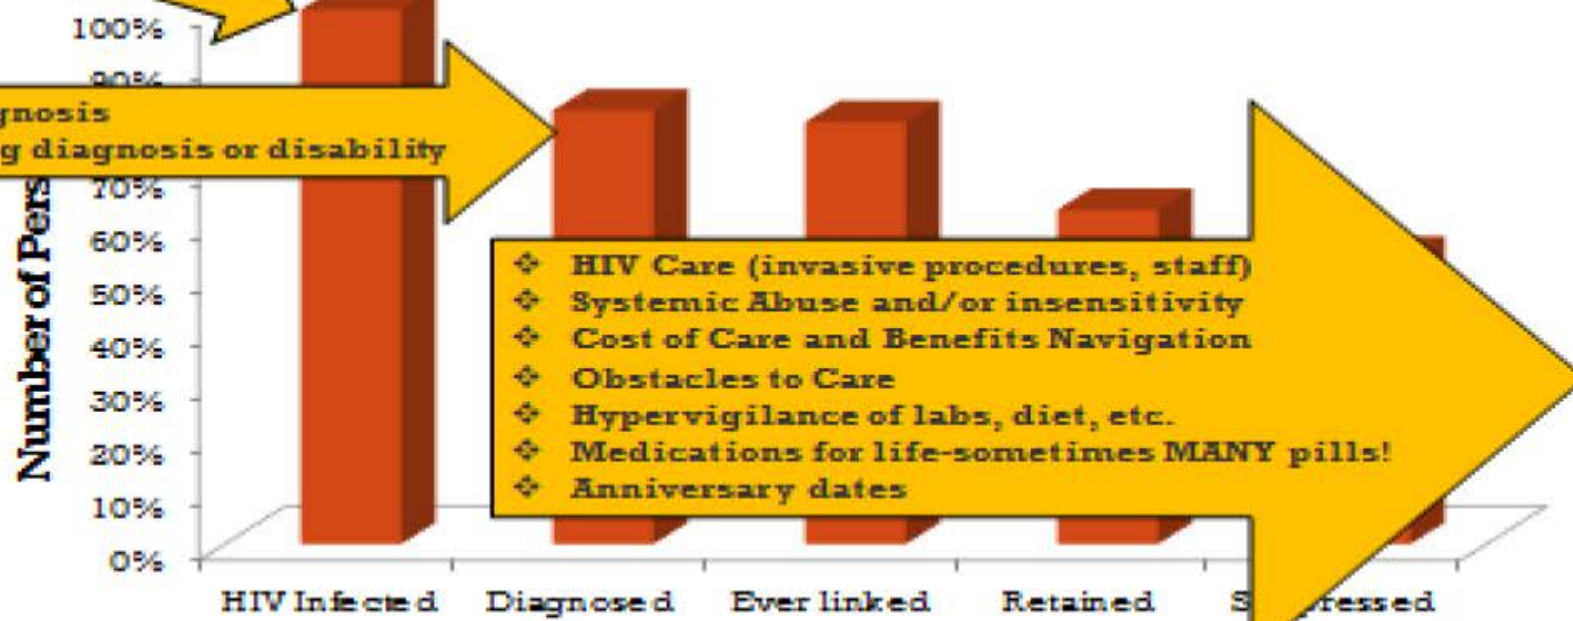 100%
90%
gnosis
g diagnosis or disability
70%
60%
50%
40%
30%
20%
10%
0%
Number of Pers
❖ HIV Care (invasive procedures, staff)
❖ Systemic Abuse and/or insensitivity
❖ Cost of Care and Benefits Navigation
❖ Obstacles to Care
❖ Hypervigilance of labs, diet, etc.
❖ Medications for life-sometimes MANY pills!
❖ Anniversary dates
HIV Infected Diagnosed Ever linked Retained S pressed